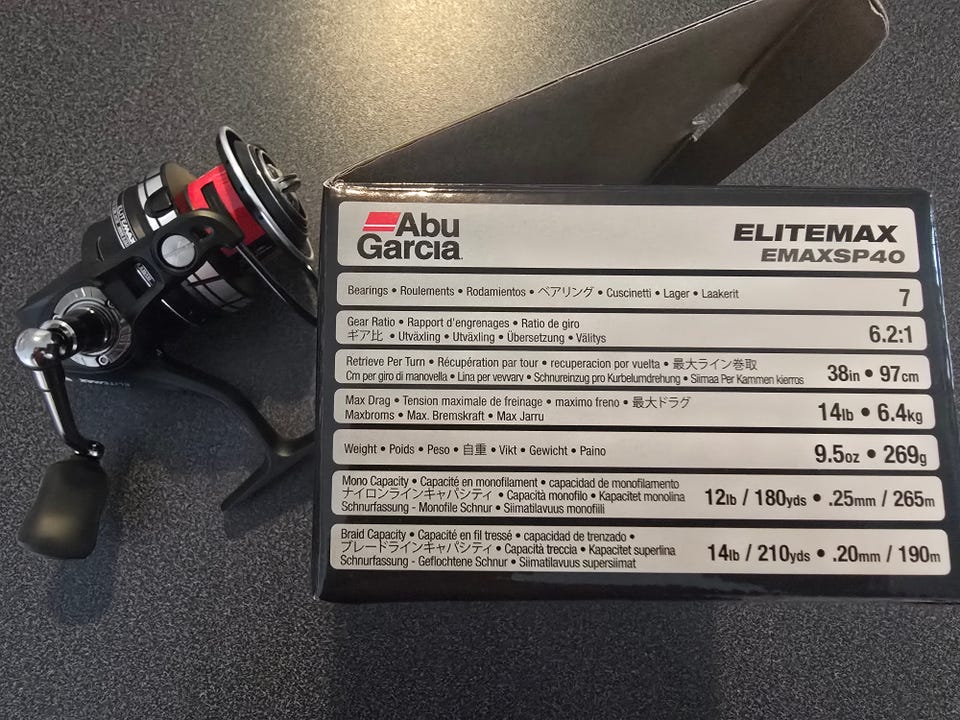 Abu
Garcia
ELITEMAX
EMAXSP40
Bearings • Roulements • Rodamientos • ベアリング • Cuscinetti • Lager • Laakerit
7
Gear Ratio • Rapport d'engrenages • Ratio de giro
ギア比 • Utväxling • Utväxling • Übersetzung • Välitys
6.2:1
Retrieve Per Turn • Récupération par tour • recuperacion por vuelta • 最大ライン巻取
Cm per giro di manovella • Lina per vevvarv • Schnureinzug pro Kurbelumdrehung • Siimaa Per Kammen kierros
38in • 97cm
Max Drag • Tension maximale de freinage • maximo freno • 最大ドラグ
Maxbroms • Max. Bremskraft • Max Jarru
14lb • 6.4kg
Weight • Poids • Peso • 自重 • Vikt • Gewicht • Paino
9.5oz • 269g
Mono Capacity • Capacité en monofilament • capacidad de monofilamento
ナイロンラインキャパシティ • Capacità monofilo • Kapacitet monolina
Schnurfassung - Monofile Schnur • Siimatilavuus monofiili
12lb / 180yds • .25mm / 265m
Braid Capacity • Capacité en fil tressé • capacidad de trenzado •
ブレードラインキャパシティ • Capacità treccia • Kapasitet superlina
Schnurfassung - Geflochtene Schnur • Siimatilavuus supersiimat
14lb / 210yds • .20mm / 190m
ELITEMAX